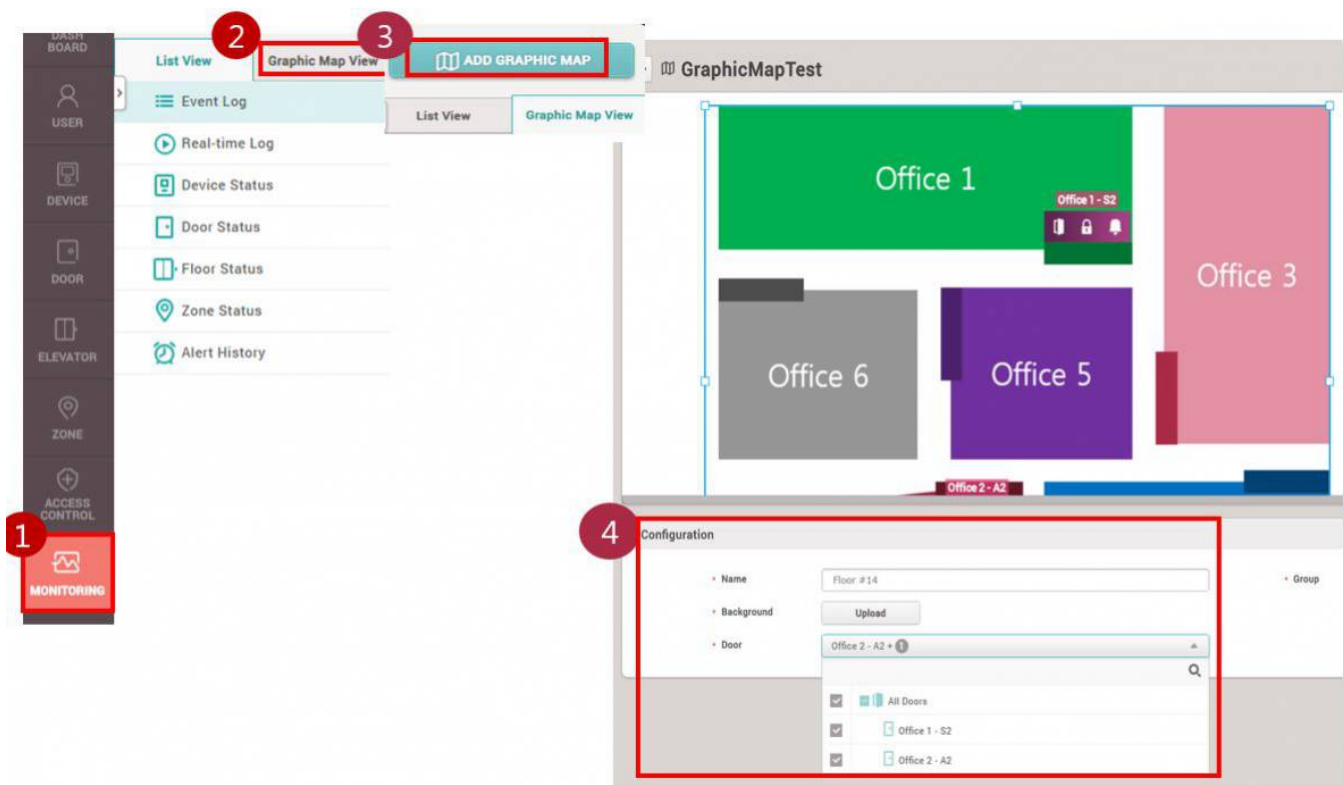 DASH
BOARD
USER
DEVICE
DOOR
ELEVATOR
ZONE
ACCESS
CONTROL
1
MONITORING
2
List View
Graphic Map View
Event Log
Real-time Log
Device Status
Door Status
Floor Status
Zone Status
Alert History
3
ADD GRAPHIC MAP
List View
Graphic Map View
GraphicMapTest
Office 1
Office 1 - S2
Office 3
Office 6
Office 5
Office 2 - A2
4
Configuration
• Name
Floor #14
• Group
• Background
Upload
• Door
Office 2 - A2 + 1
All Doors
Office 1 - S2
Office 2 - A2